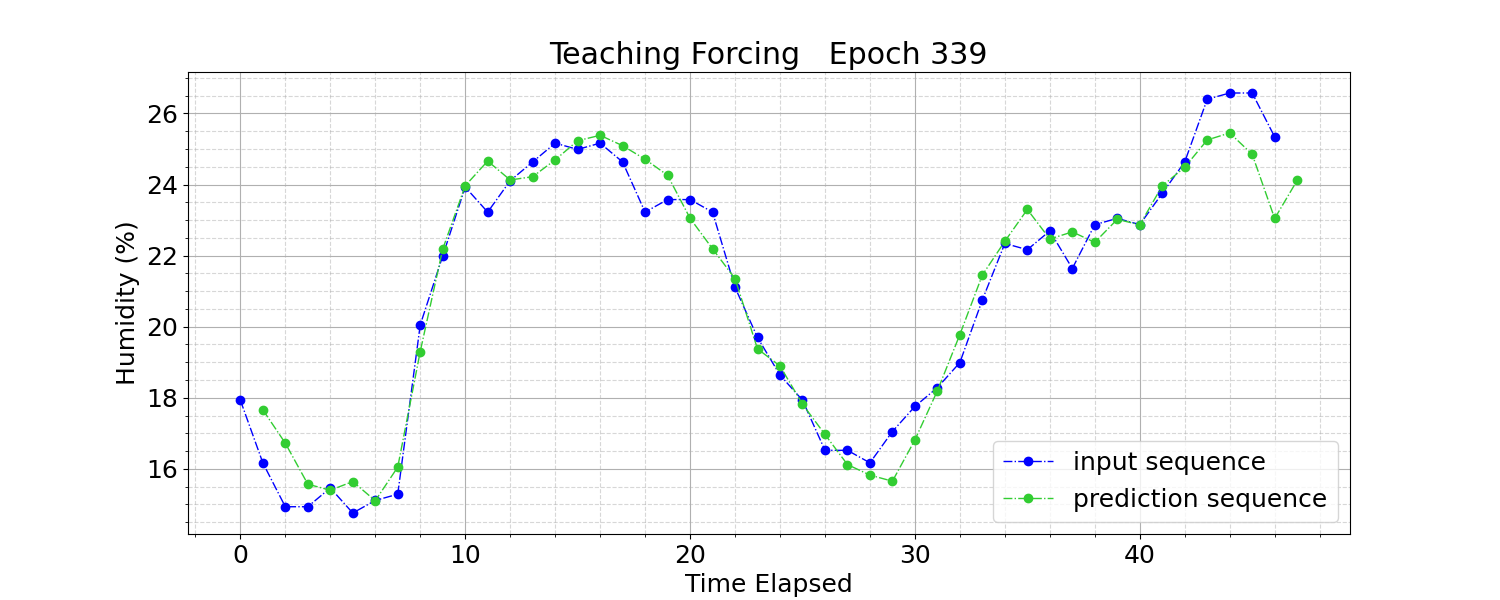 Teaching Forcing   Epoch 339
Humidity (%)
26
24
22
20
18
16
input sequence
prediction sequence
0 10 20 30 40
Time Elapsed